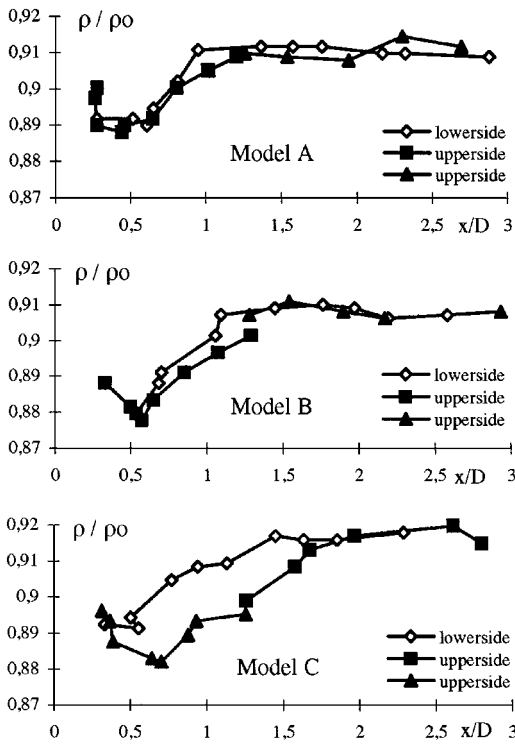 ρ / ρo
0,92
0,91
0,9
0,89
0,88
0,87
lowerside
upperside
upperside
Model A
0 0,5 1 1,5 2 2,5 3
x/D
ρ / ρo
0,92
0,91
0,9
0,89
0,88
0,87
lowerside
upperside
upperside
Model B
0 0,5 1 1,5 2 2,5 3
x/D
ρ / ρo
0,92
0,91
0,9
0,89
0,88
0,87
lowerside
upperside
upperside
Model C
0 0,5 1 1,5 2 2,5 3
x/D